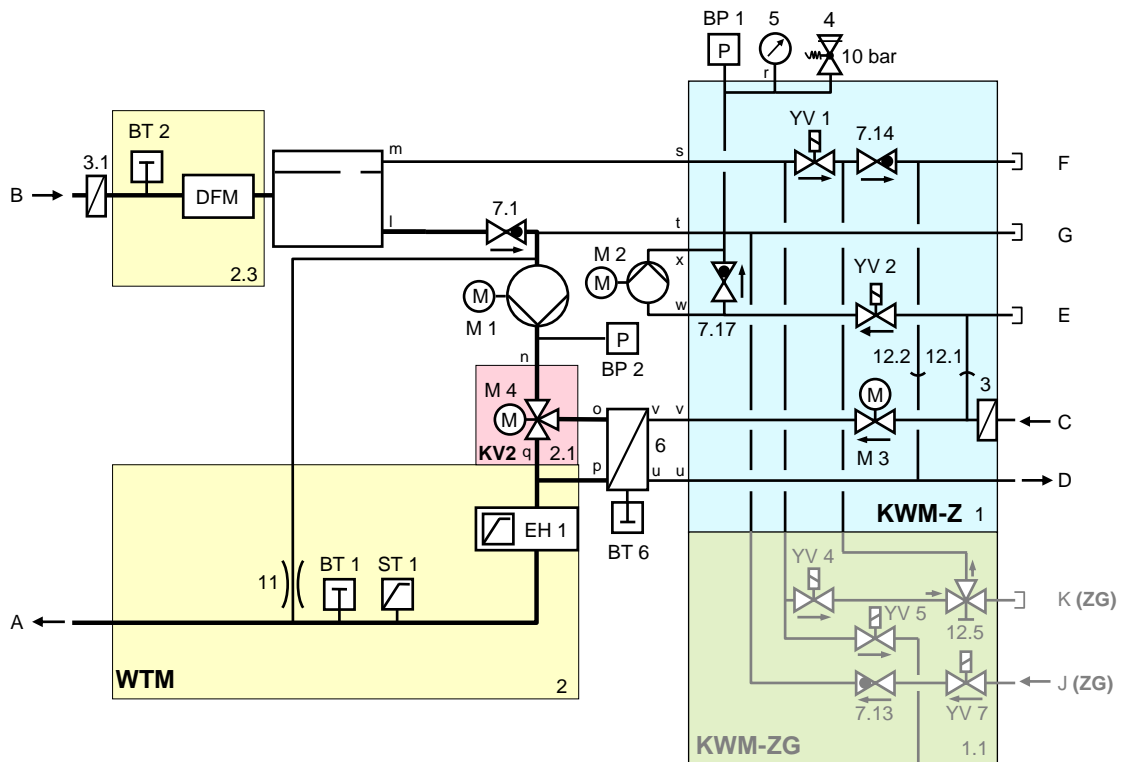 BP 1
5
4
P
10 bar
r
YV 1
7.14
BT 2
3.1
m
s
F
B
DFM
l
7.1
t
G
M 2
x
YV 2
2.3
M
M
w
E
M 1
7.17
P
n
BP 2
12.2
12.1
M 4
M
3
M
o
v
v
C
6
M 3
KV2
q
2.1
p
u
u
D
KWM-Z
1
EH 1
BT 6
YV 4
BT 1
ST 1
11
K (ZG)
YV 5
A
12.5
WTM
2
J (ZG)
7.13
YV 7
KWM-ZG
1.1